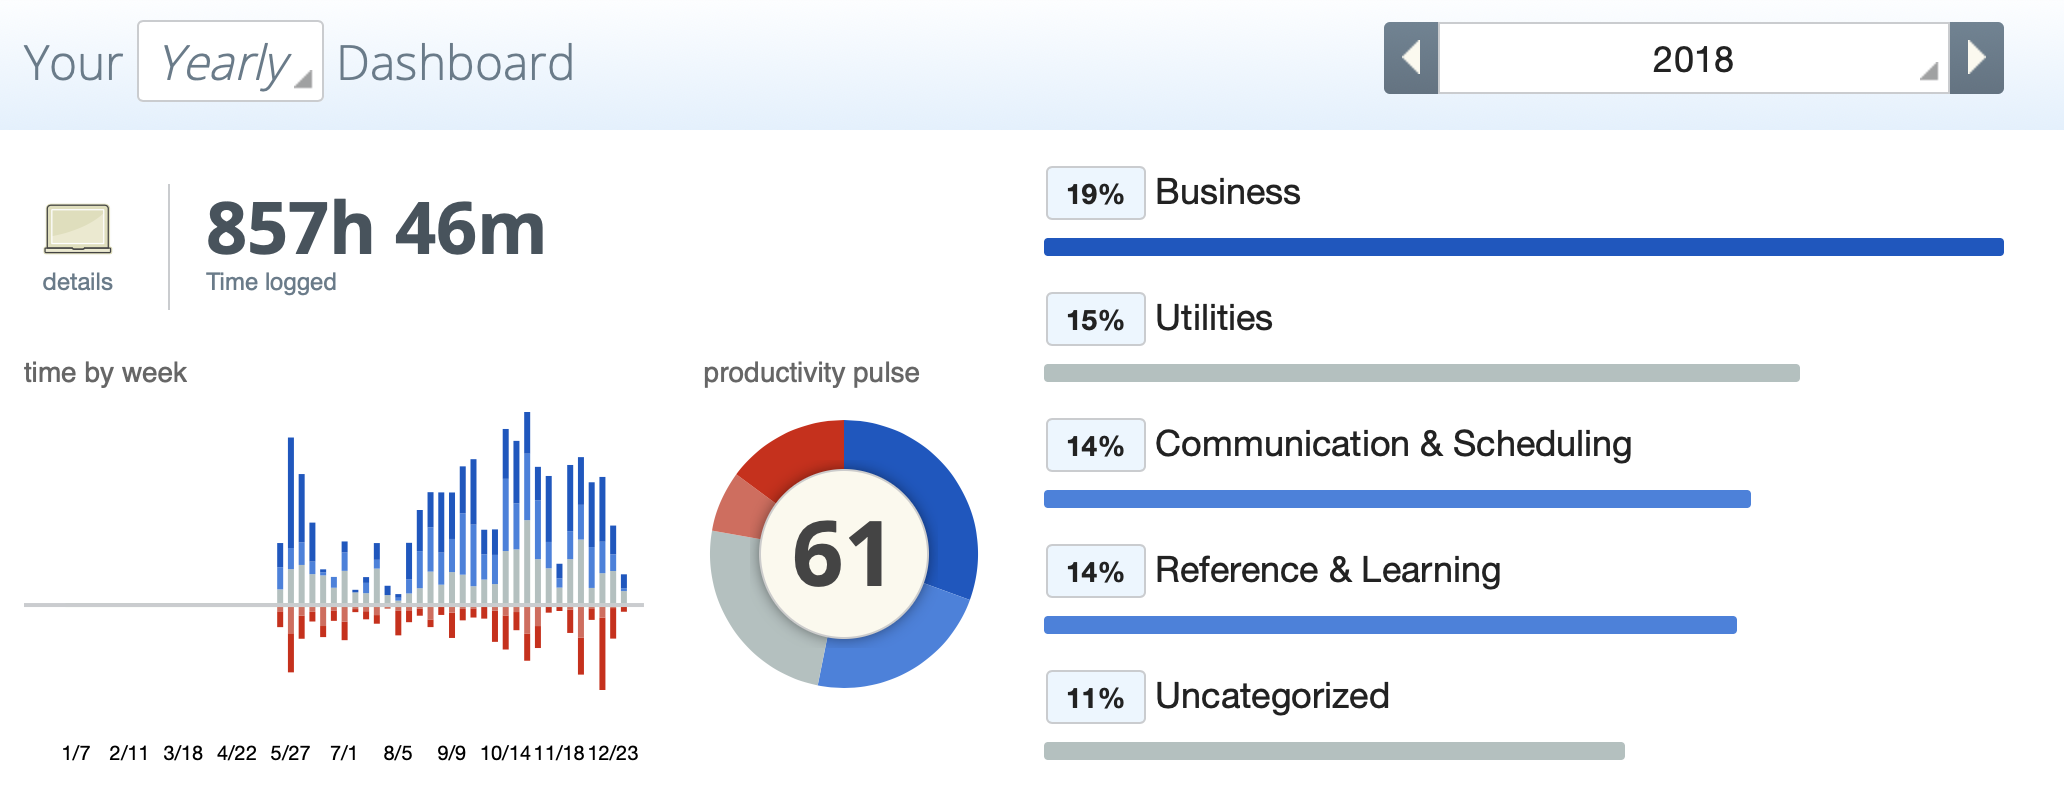 Your Yearly Dashboard
2018
857h 46m
details
Time logged
time by week
1/7 2/11 3/18 4/22 5/27 7/1 8/5 9/9 10/14 11/18 12/23
productivity pulse
61
19% Business
15% Utilities
14% Communication & Scheduling
14% Reference & Learning
11% Uncategorized